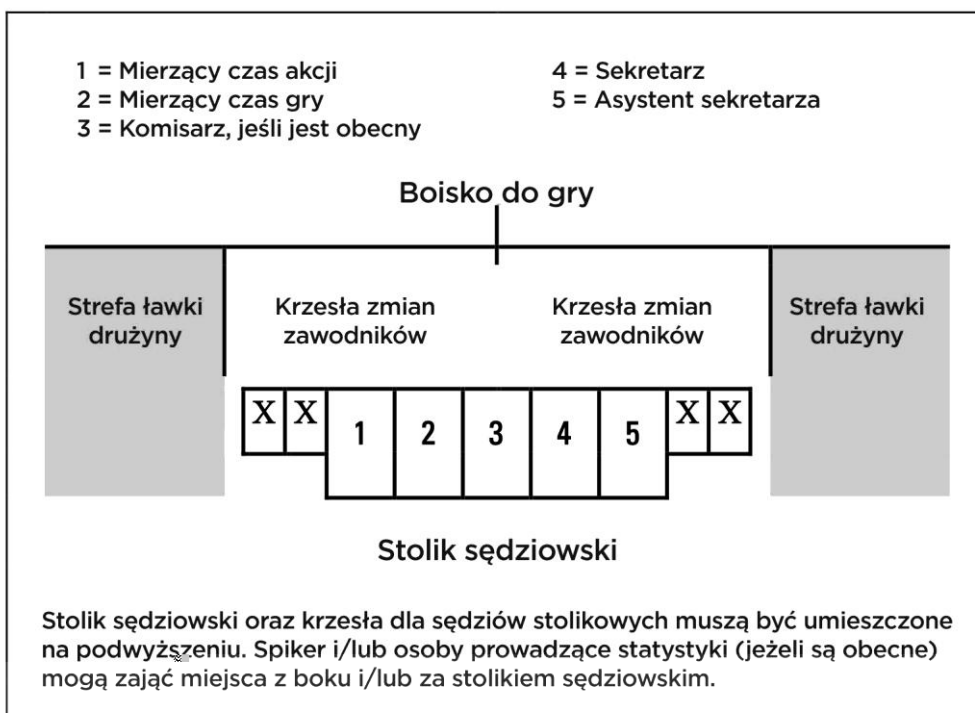 1 = Mierzący czas akcji
2 = Mierzący czas gry
3 = Komisarz, jeśli jest obecny
4 = Sekretarz
5 = Asystent sekretarza
Boisko do gry
Strefa ławki
drużyny
Krzesła zmian
zawodników
Krzesła zmian
zawodników
Strefa ławki
drużyny
X X 1 2 3 4 5 X X
Stolik sędziowski
Stolik sędziowski oraz krzesła dla sędziów stolikowych muszą być umieszczone
na podwyższeniu. Spiker i/lub osoby prowadzące statystyki (jeżeli są obecne)
mogą zająć miejsca z boku i/lub za stolikiem sędziowskim.